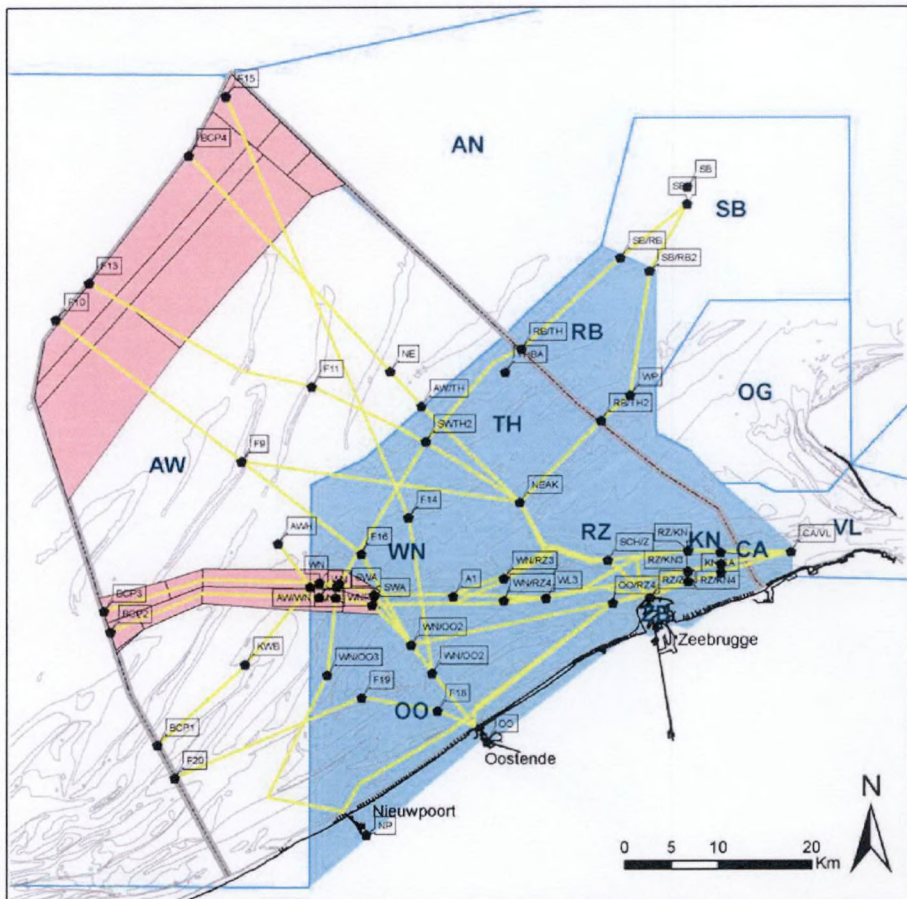 F15
BCP4
AN
SB
SB
F13
SB/RB
SB/RB2
F10
RB
RB/TH
NE
F11
WP
AW/TH
RB/TH2
OG
TH
SWTH2
F9
AW
NEAK
F14
RZ
RZ/KN
KN
CA
VL
CA/VL
AWH
F16
WN
SCH/Z
RZ/KN3
WN/RZ3
WN
SWA
SWA
A1
WL3
RZ/KN4
AW/WN
WN/RZ4
OO/RZ4
BCP3
BCP2
Zeebrugge
WN/OO2
KWB
WN/OO3
WN/OO2
F19
F18
OO
OO
BCP1
Oostende
F20
N
Nieuwpoort
NP
0 5 10 20
Km